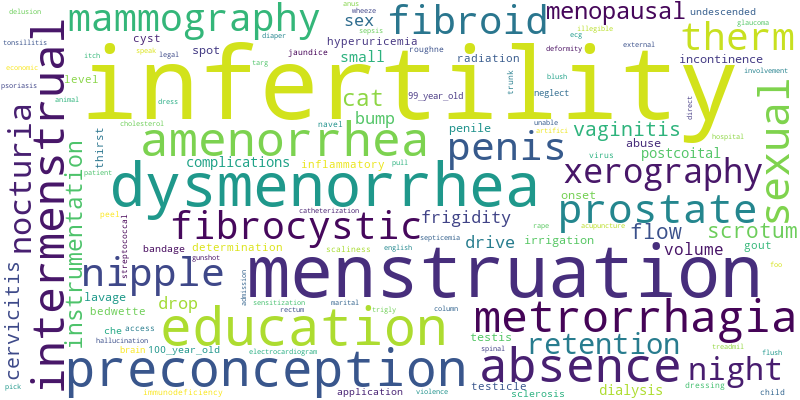 delusion
mammography
wheeze
anus
sepsis
sex
fibroid
menopausal
undescended
glaucoma
tonsillitis
itch
speak
legal
cyst
spot
hyperuricemia
roughne
ecg
illegible
therm
economic
level
diaper
jaundice
small
radiation
deformity
external
incontinence
psoriasis
animal
dress
targ
infertility
cat
99_year_old
trunk
blush
neglect
involvement
intermenstrual
nocturia
cholesterol
navel
bump
penile
unable
artifici
vaginitis
direct
hospital
sexual
thirst
amenorrhea
penis
abuse
instrumentation
complications
inflammatory
pull
virus
postcoital
patient
xerography
dysmenorrhea
onset
prostate
peel
streptococcal
fibrocystic
catheterization
frigidity
rape
acupuncture
scrotum
bandage
determination
scaliness
english
septicemia
drive
irrigation
flow
volume
gout
cervicitis
nipple
gunshot
admission
sensitization
rectum
marital
menstruation
column
foo
lavage
drop
bedwette
trigly
metrorrhagia
che
access
education
hallucination
brain
100_year_old
electrocardiogram
spinal
testis
retention
treadmil
flush
preconception
absence
night
pick
immunodeficiency
violence
application
testicle
sclerosis
dialysis
dressing
child